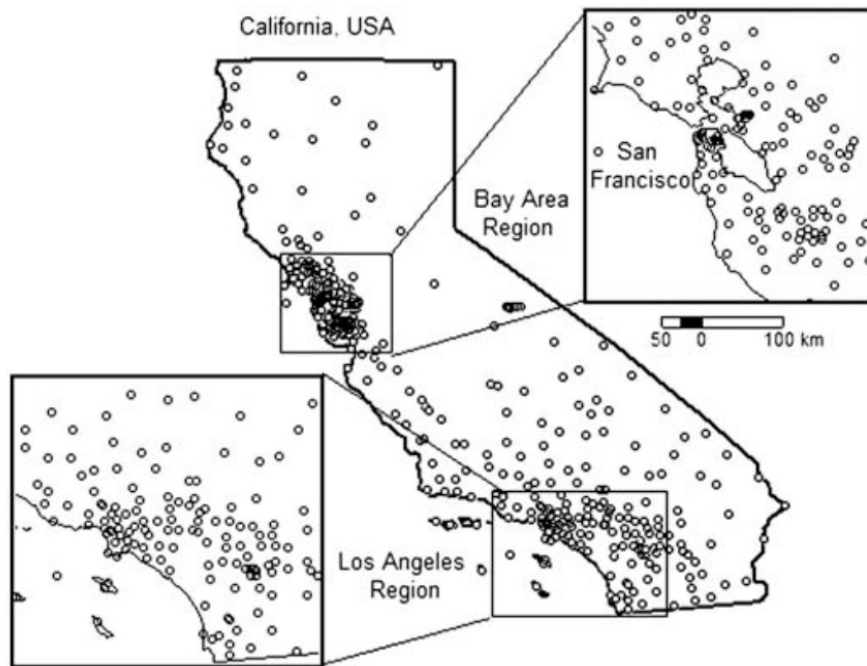 California, USA
San
Francisco
Bay Area
Region
50 0 100 km
Los Angeles
Region